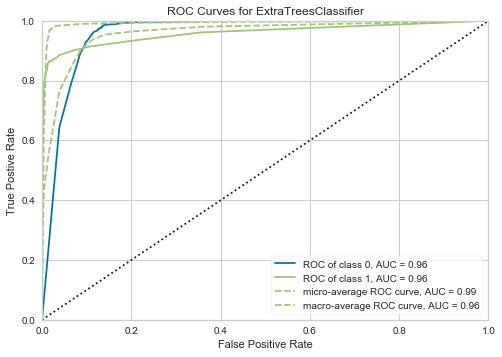 ROC Curves for ExtraTreesClassifier
True Postive Rate
1.0
0.8
0.6
0.4
0.2
0.0
ROC of class 0, AUC = 0.96
ROC of class 1, AUC = 0.96
micro-average ROC curve, AUC = 0.99
macro-average ROC curve, AUC = 0.96
0.0 0.2 0.4 0.6 0.8 1.0
False Positive Rate